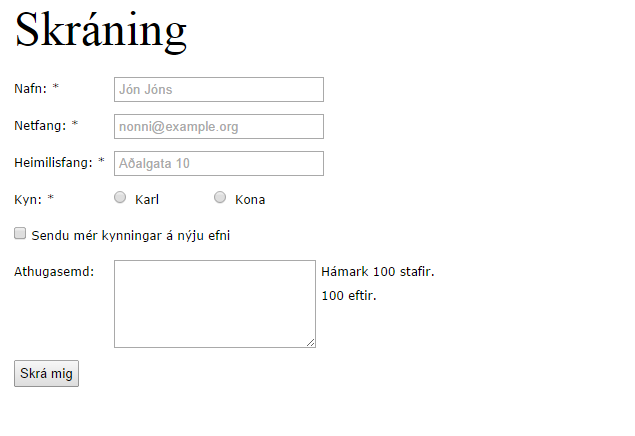 Skráning
Nafn: * Jón Jóns
Netfang: * nonni@example.org
Heimilisfang: * Aðalgata 10
Kyn: * Karl Kona
Sendu mér kynningar á nýju efni
Athugasemd: Hámark 100 stafir.
100 eftir.
Skrá mig